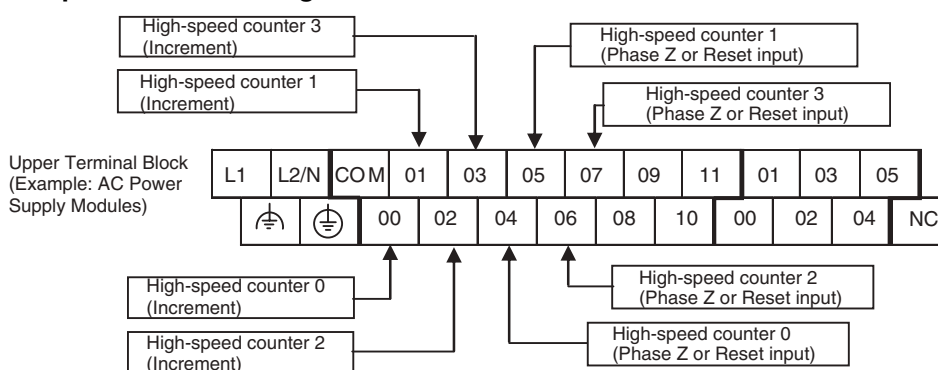 High-speed counter 3
(Increment)
High-speed counter 1
(Phase Z or Reset input)
High-speed counter 1
(Increment)
High-speed counter 3
(Phase Z or Reset input)
Upper Terminal Block
(Example: AC Power
Supply Modules)
L1 L2/N COM 01 03 05 07 09 11 01 03 05
00 02 04 06 08 10 00 02 04 NC
High-speed counter 0
(Increment)
High-speed counter 2
(Phase Z or Reset input)
High-speed counter 2
(Increment)
High-speed counter 0
(Phase Z or Reset input)